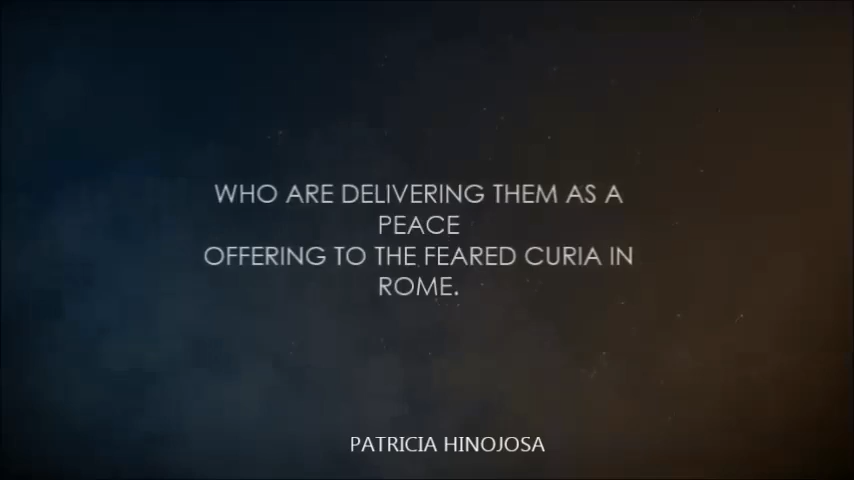 WHO ARE DELIVERING THEM AS A
PEACE
OFFERING TO THE FEARED CURIA IN
ROME.
PATRICIA HINOJOSA